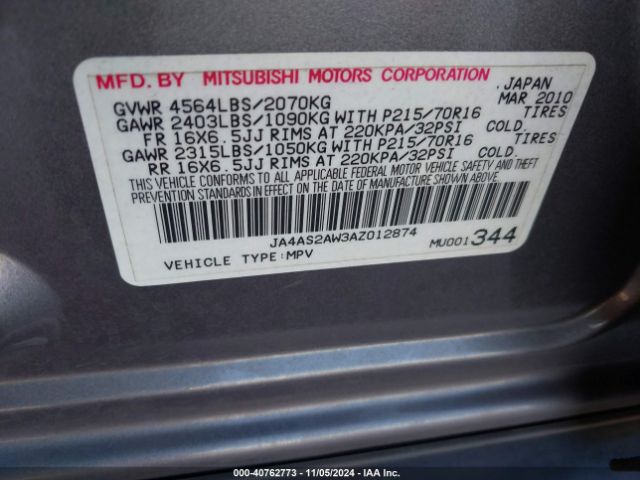 MFD. BY MITSUBISHI MOTORS CORPORATION
, JAPAN
MAR 2010
GVWR 4564LBS/2070KG
GAWR 2403LBS/1090KG WITH P215/70R16 TIRES
FR 16X6.5JJ RIMS AT 220KPA/32PSI COLD.
GAWR 2315LBS/1050KG WITH P215/70R16 TIRES
RR 16X6.5JJ RIMS AT 220KPA/32PSI COLD.
THIS VEHICLE CONFORMS TO ALL APPLICABLE FEDERAL MOTOR VEHICLE SAFETY AND THEFT
PREVENTION STANDARDS IN EFFECT ON THE DATE OF MANUFACTURE SHOWN ABOVE.
JA4AS2AW3AZ012874
VEHICLE TYPE:MPV
MU001344
000-40762773 - 11/05/2024 - IAA Inc.